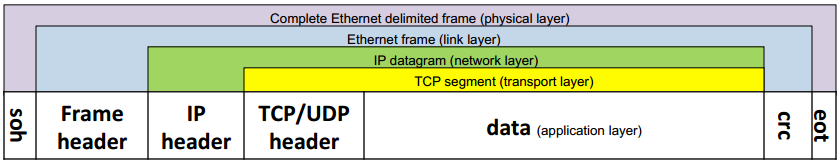 Complete Ethernet delimited frame (physical layer)
Ethernet frame (link layer)
IP datagram (network layer)
TCP segment (transport layer)
soh
Frame
header
IP
header
TCP/UDP
header
data (application layer)
crc
eot